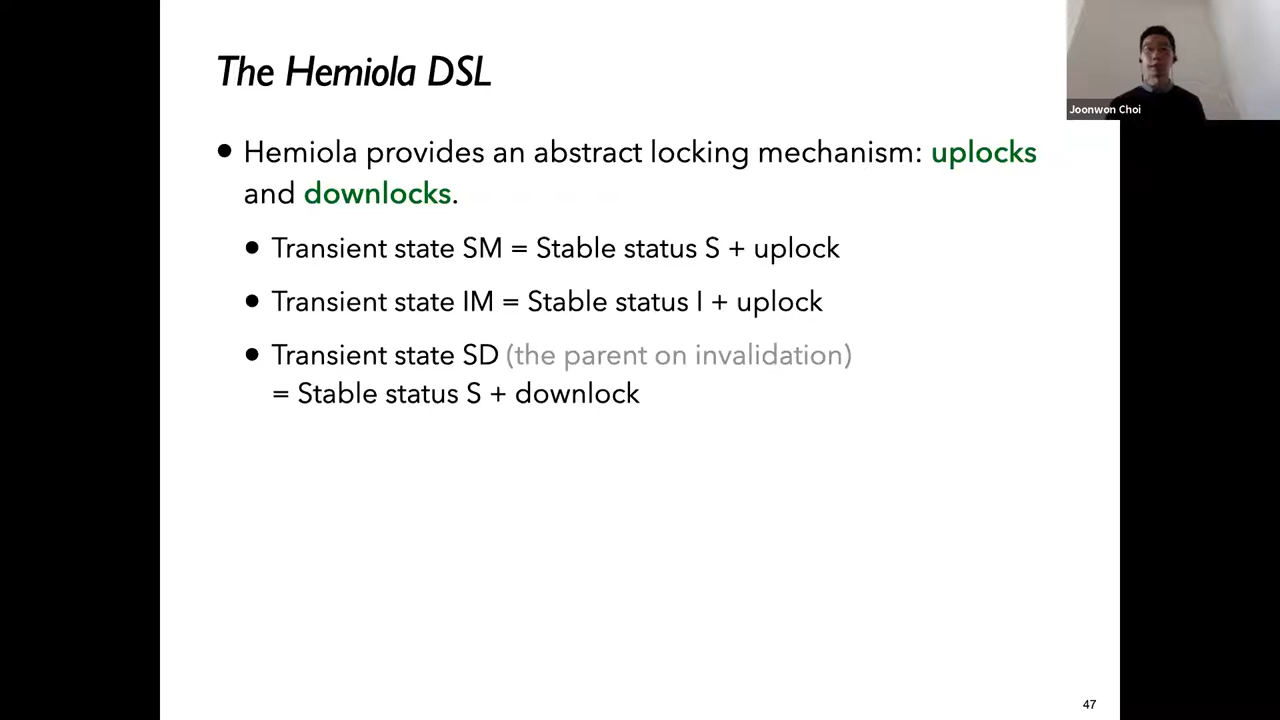 The Hemiola DSL
Joonwon Choi
• Hemiola provides an abstract locking mechanism: uplocks
and downlocks.
• Transient state SM = Stable status S + uplock
• Transient state IM = Stable status I + uplock
• Transient state SD (the parent on invalidation)
= Stable status S + downlock
47